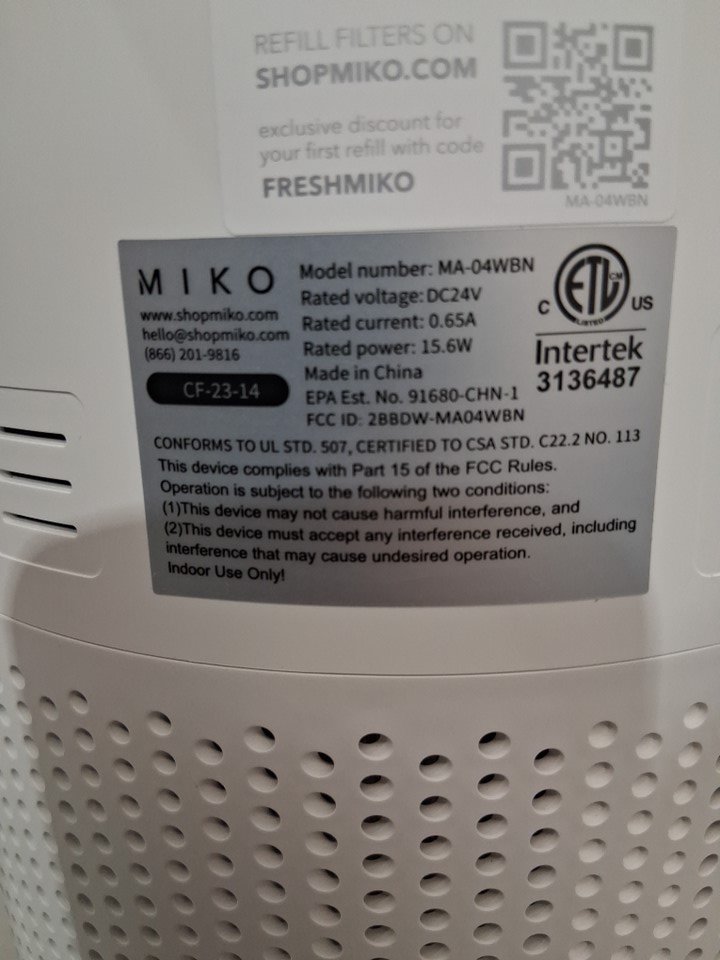 REFILL FILTERS ON
SHOPMIKO.COM
exclusive discount for
your first refill with code
FRESHMIKO
MA-04WBN
MIKO
www.shopmiko.com
hello@shopmiko.com
(866) 201-9816
CF-23-14
Model number: MA-04WBN
Rated voltage: DC24V
Rated current: 0.65A
Rated power: 15.6W
Made in China
EPA Est. No. 91680-CHN-1
FCC ID: 2BBDW-MA04WBN
ETL CM
LISTED
C US
Intertek
3136487
CONFORMS TO UL STD. 507, CERTIFIED TO CSA STD. C22.2 NO. 113
This device complies with Part 15 of the FCC Rules.
Operation is subject to the following two conditions:
(1)This device may not cause harmful interference, and
(2)This device must accept any interference received, including
interference that may cause undesired operation.
Indoor Use Only!